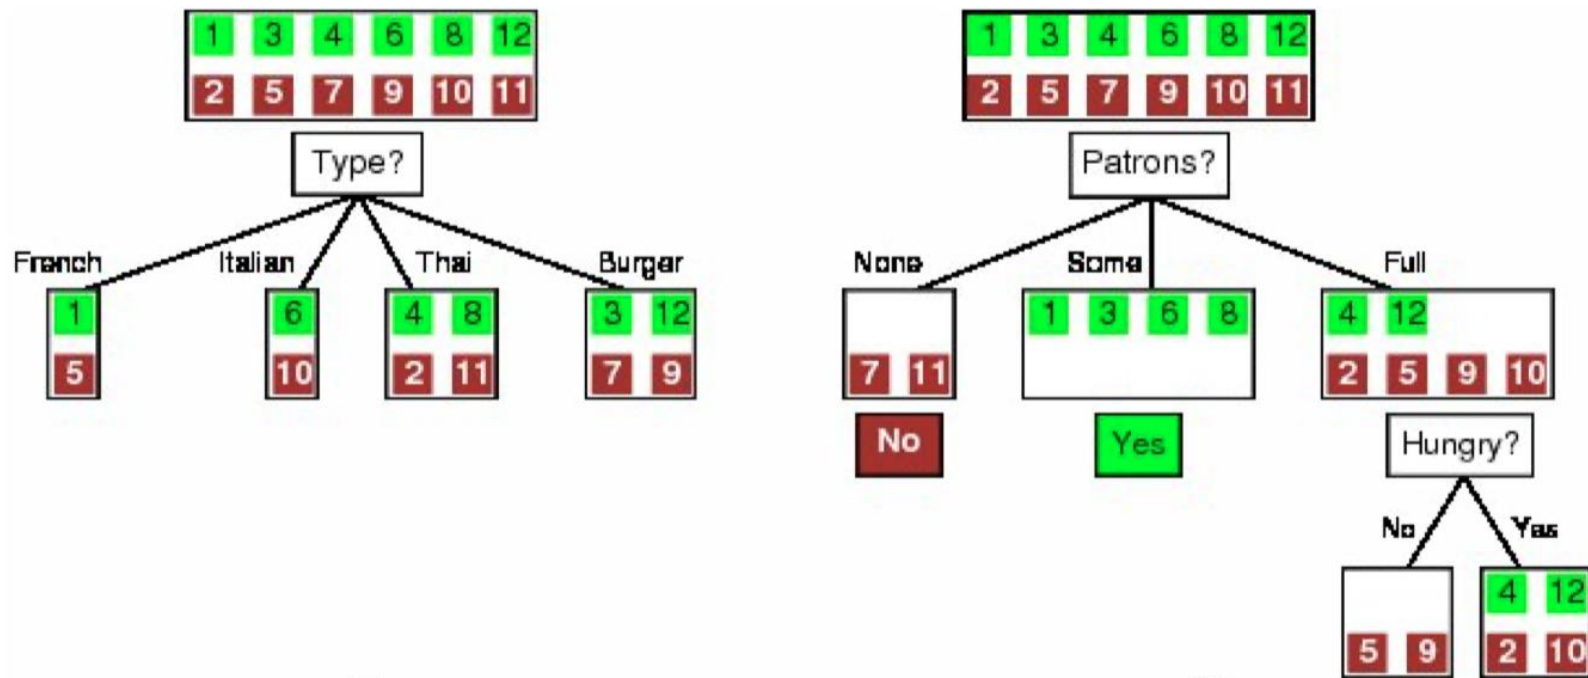 1 3 4 6 8 12
2 5 7 9 10 11
Type?
French Italian Thai Burger
1 6 4 8 3 12
5 10 2 11 7 9
1 3 4 6 8 12
2 5 7 9 10 11
Patrons?
None Some Full
1 3 6 8 4 12
7 11 2 5 9 10
No Yes Hungry?
No Yes
4 12
5 9 2 10